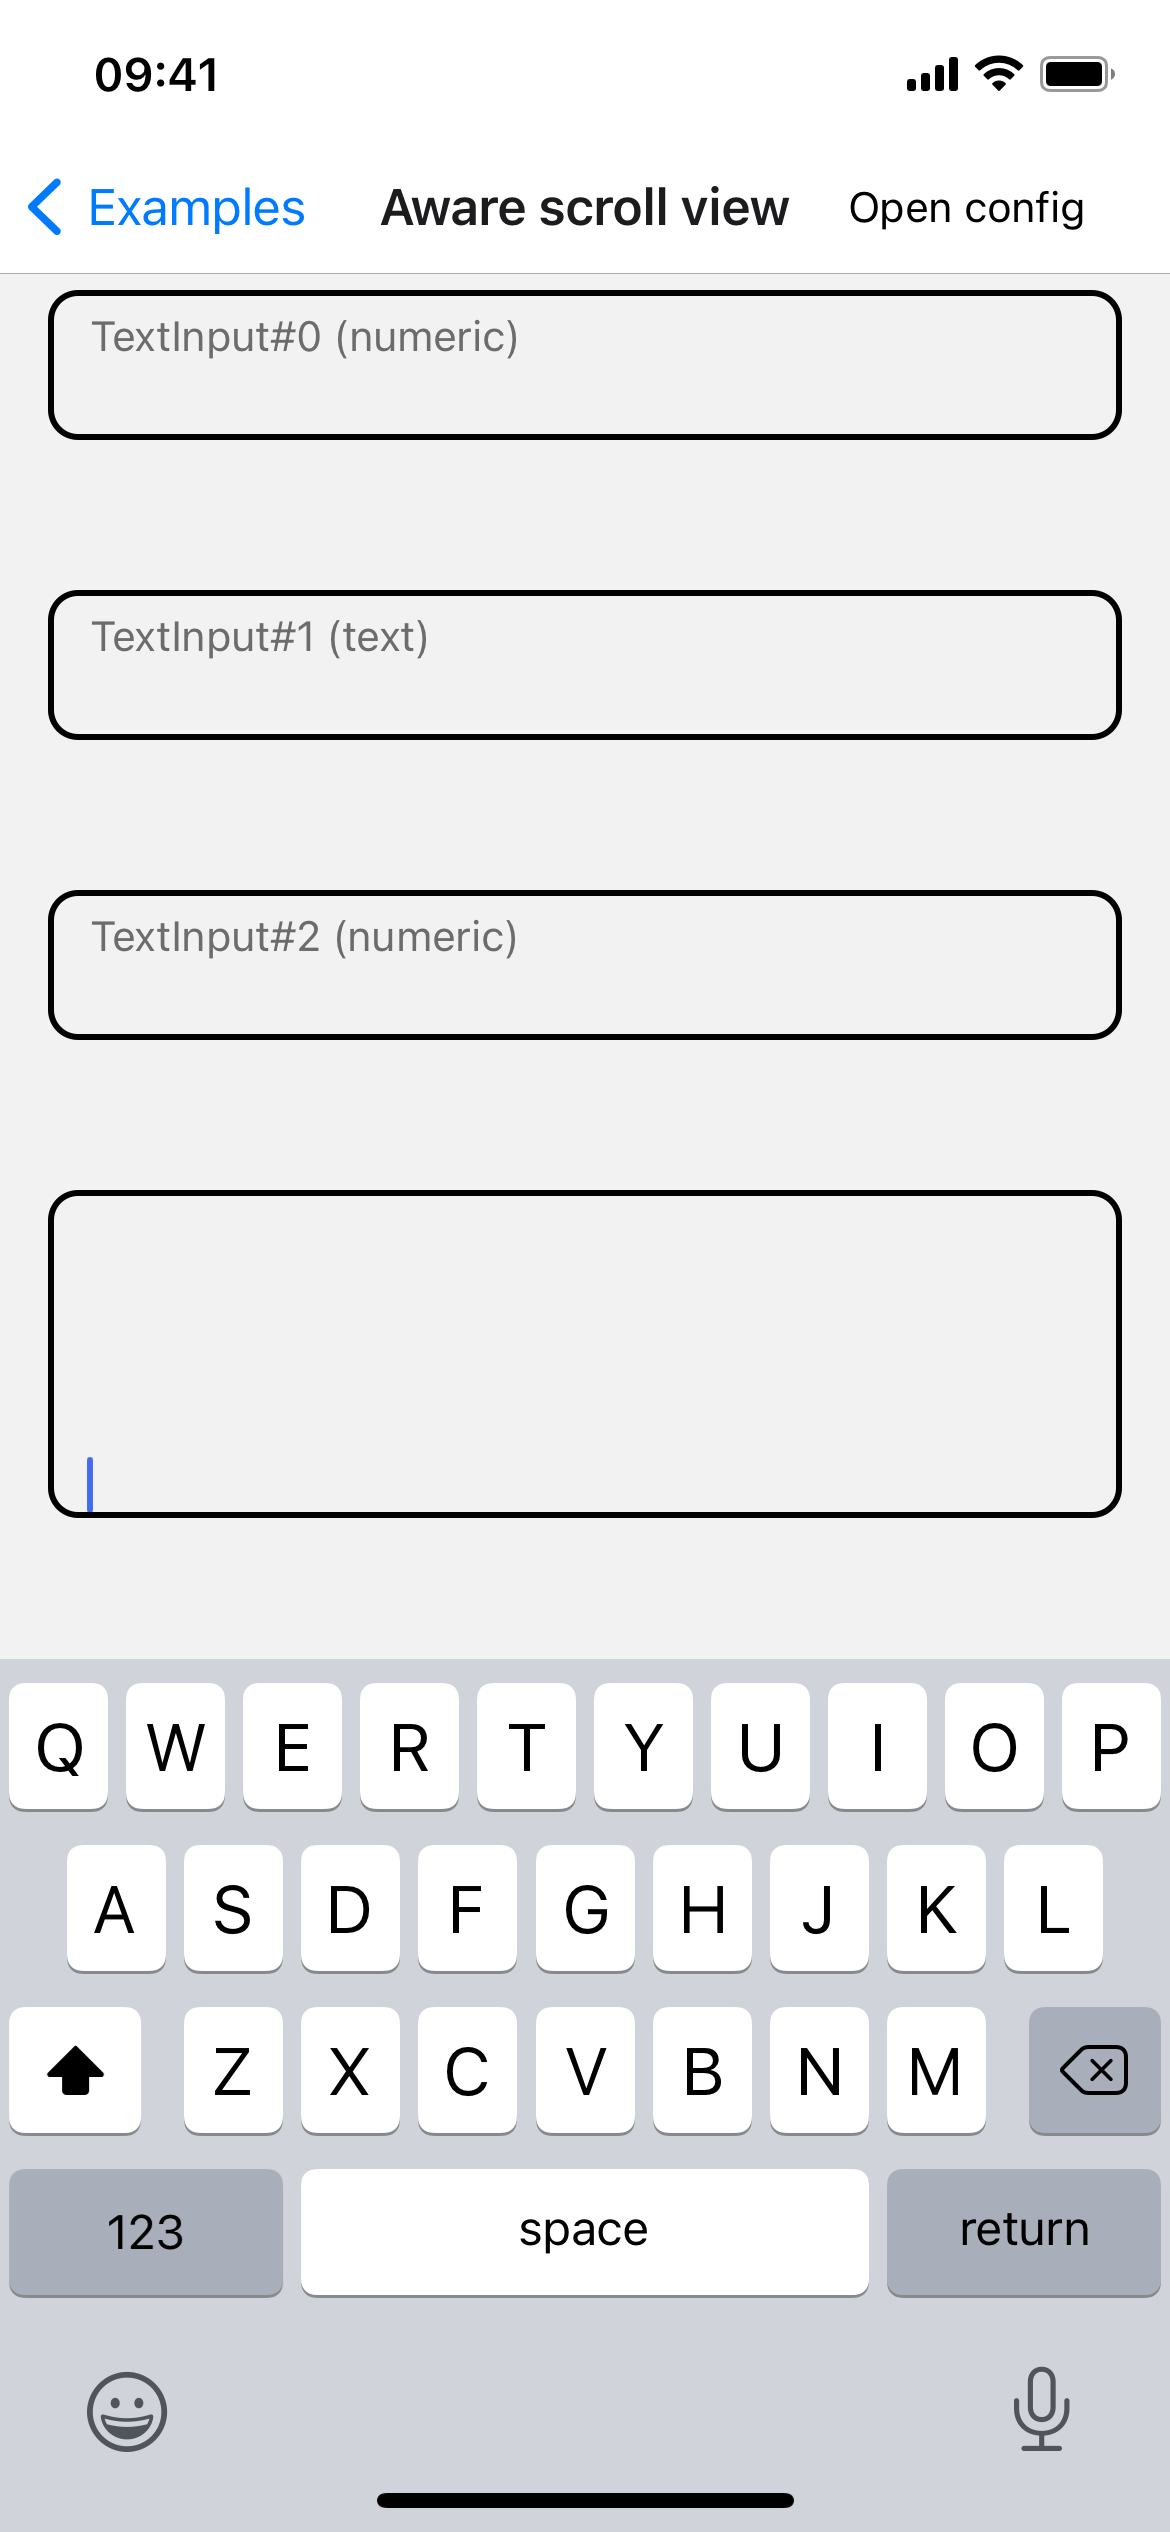 09:41
Examples Aware scroll view Open config
TextInput#0 (numeric)
TextInput#1 (text)
TextInput#2 (numeric)
Q W E R T Y U I O P
A S D F G H J K L
Z X C V B N M
123 space return